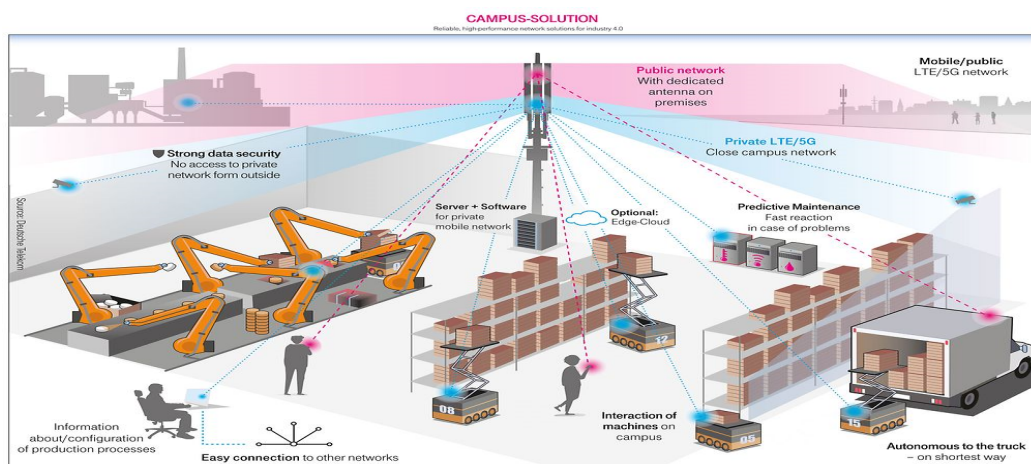 CAMPUS-SOLUTION
Reliable, high-performance network solutions for industry 4.0
Public network
With dedicated
antenna on
premises
Mobile/public
LTE/5G network
Strong data security
No access to private
network form outside
Private LTE/5G
Close campus network
Source: Deutsche Telekom
Server + Software
for private
mobile network
Optional:
Edge-Cloud
Predictive Maintenance
Fast reaction
in case of problems
12
08
05
15
Information
about/configuration
of production processes
Easy connection to other networks
Interaction of
machines on
campus
Autonomous to the truck
– on shortest way